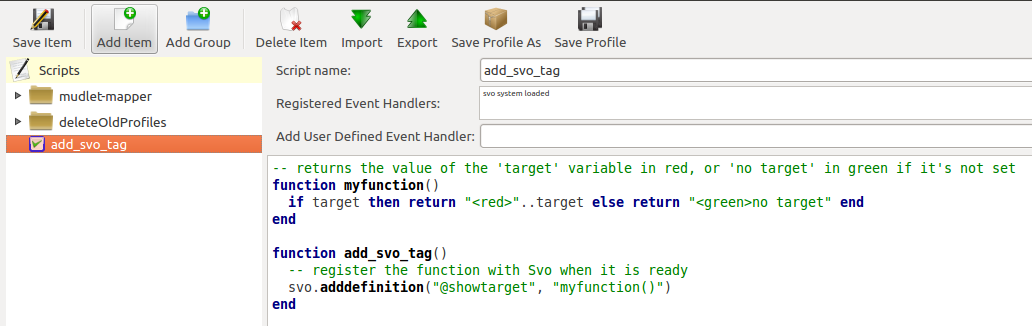 Save Item Add Item Add Group Delete Item Import Export Save Profile As Save Profile
Scripts
mudlet-mapper
deleteOldProfiles
add_svo_tag
Script name: add_svo_tag
Registered Event Handlers: svo system loaded
Add User Defined Event Handler:
-- returns the value of the 'target' variable in red, or 'no target' in green if it's not set
function myfunction()
  if target then return "<red>"..target else return "<green>no target" end
end

function add_svo_tag()
  -- register the function with Svo when it is ready
  svo.adddefinition("@showtarget", "myfunction()")
end